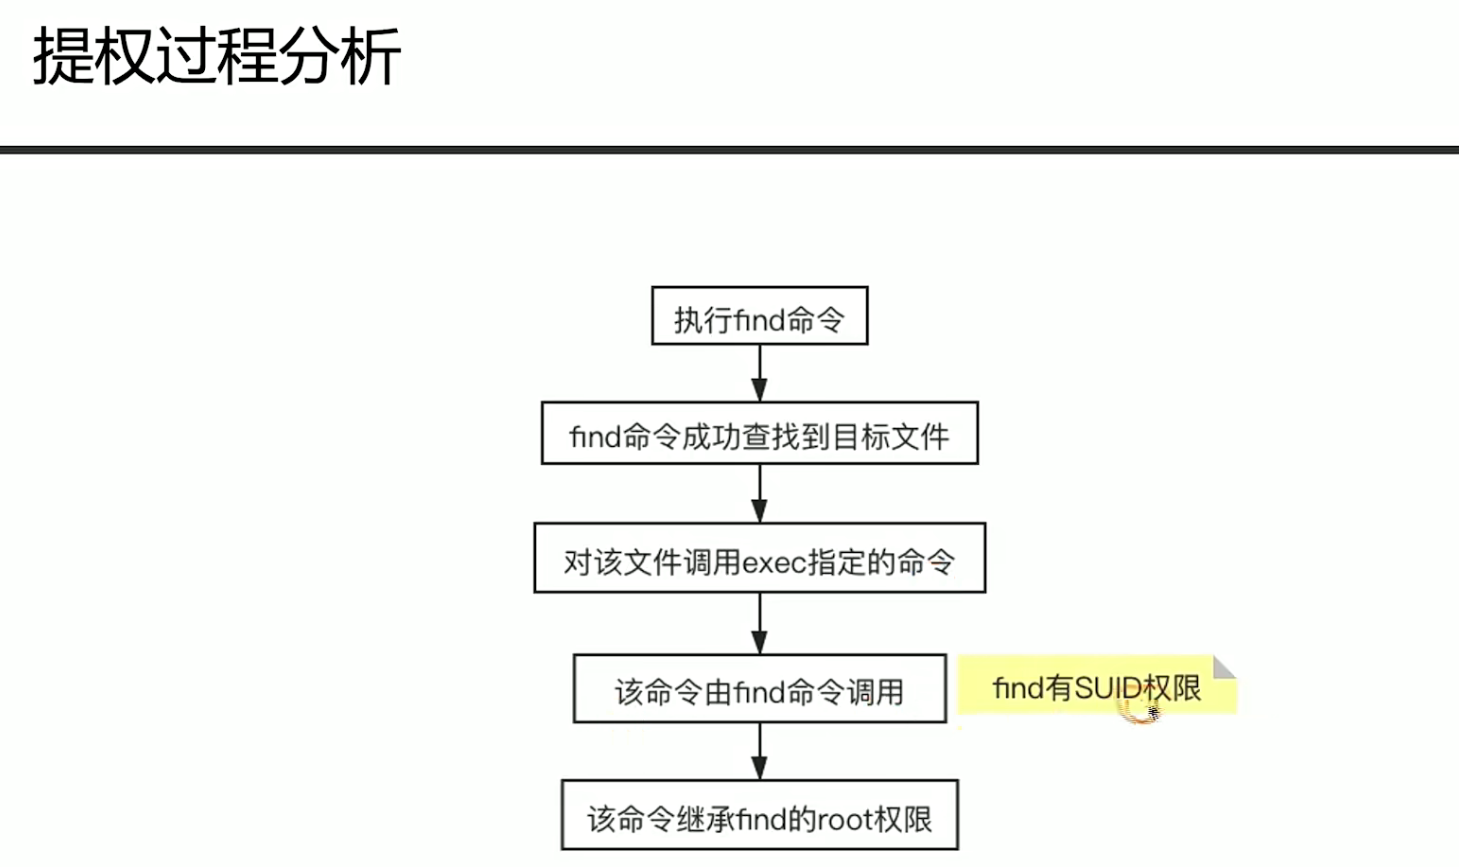 提权过程分析
执行find命令
find命令成功查找到目标文件
对该文件调用exec指定的命令
该命令由find命令调用
find有SUID权限
该命令继承find的root权限